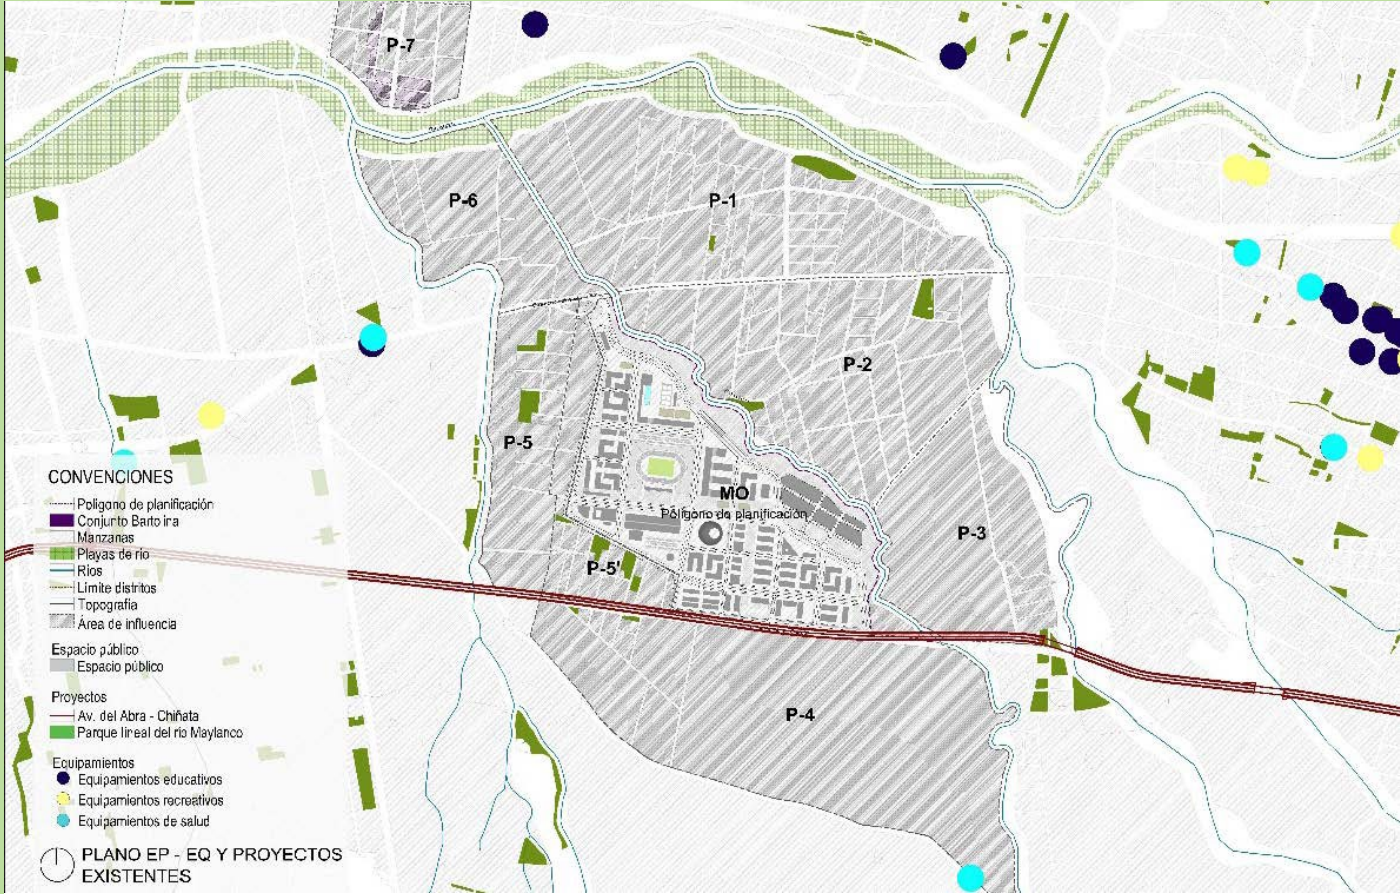 P-7
P-6
P-1
P-2
P-5
MO
Polígono de planificación
P-3
P-5'
P-4
CONVENCIONES
Poligono de planificación
Conjunto Bartolina
Manzanas
Playas de río
Ríos
Límite distritos
Topografía
Área de influencia
Espacio público
Espacio público
Proyectos
Av. del Abra - Chiñata
Parque lineal del río Maylanco
Equipamientos
Equipamientos educativos
Equipamientos recreativos
Equipamientos de salud
PLANO EP - EQ Y PROYECTOS
EXISTENTES